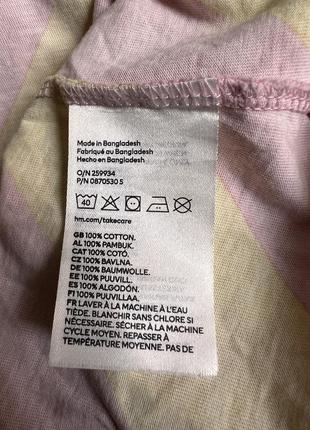 Made in Bangladesh
Fabriqué au Bangladesh
Hecho en Bangladesh
O/N 259934
P/N 0870530 5
40
hm.com/takecare
GB 100% COTTON.
AL 100% PAMBUK.
CAT 100% COTÓ.
CZ 100% BAVLNA.
DE 100% BAUMWOLLE.
EE 100% PUUVILL.
ES 100% ALGODÓN.
FI 100% PUUVILLAA.
FR LAVER À LA MACHINE À L'EAU
TIÈDE. BLANCHIR SANS CHLORE SI
NÉCESSAIRE. SÉCHER À LA MACHINE
CYCLE MOYEN. REPASSER À
TEMPÉRATURE MOYENNE. PAS DE